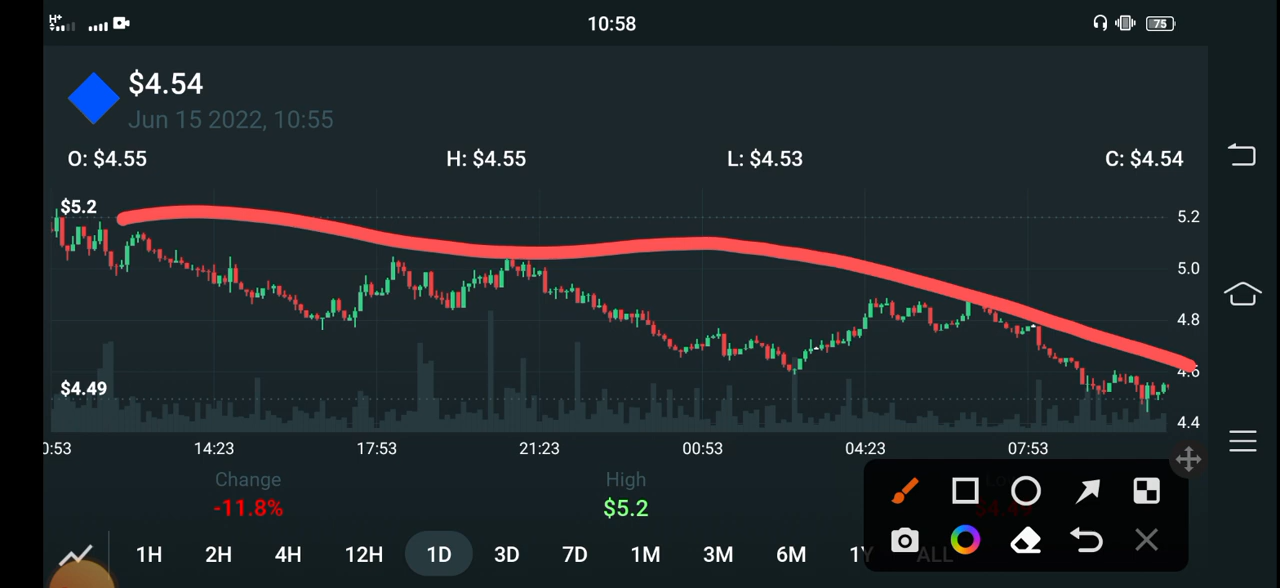 H+ 10:58 75
$4.54
Jun 15 2022, 10:55
O: $4.55 H: $4.55 L: $4.53 C: $4.54
$5.2 5.2
5.0
4.8
4.6
$4.49
4.4
0:53 14:23 17:53 21:23 00:53 04:23 07:53
Change High
-11.8% $5.2
1H 2H 4H 12H 1D 3D 7D 1M 3M 6M 1Y ALL